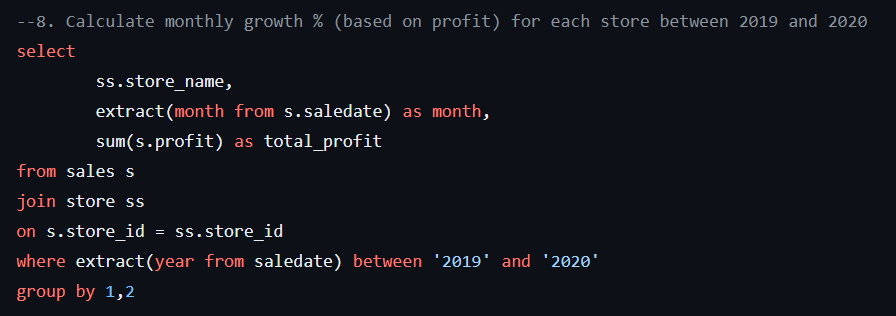 --8. Calculate monthly growth % (based on profit) for each store between 2019 and 2020
select
ss.store_name,
extract(month from s.saledate) as month,
sum(s.profit) as total_profit
from sales s
join store ss
on s.store_id = ss.store_id
where extract(year from saledate) between '2019' and '2020'
group by 1,2